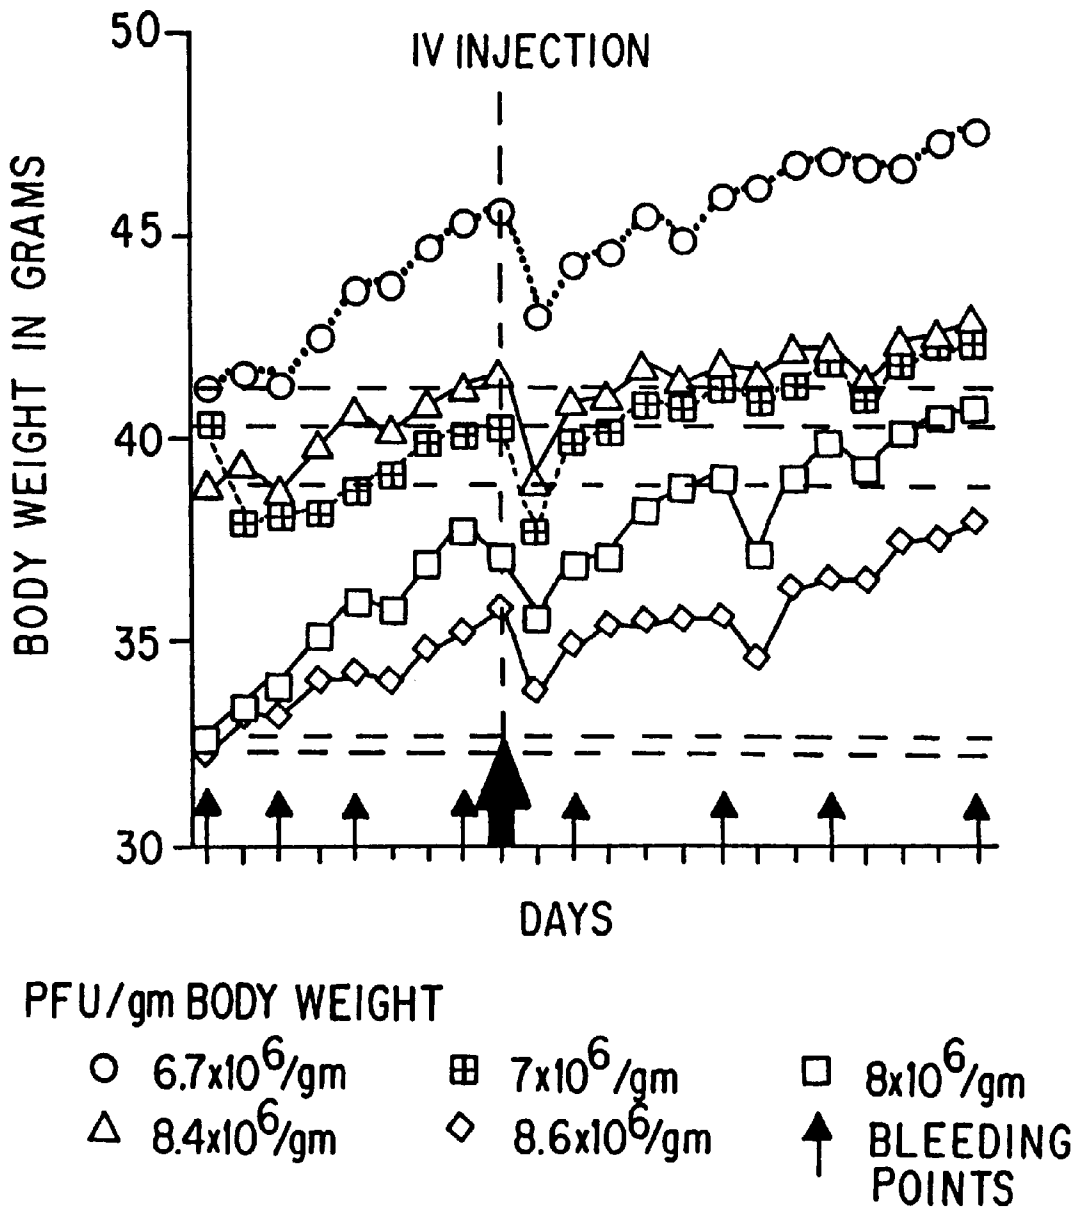 50
IV INJECTION
45
40
35
30
BODY WEIGHT IN GRAMS
DAYS
PFU/gm BODY WEIGHT
6.7x10⁶/gm 7x10⁶/gm 8x10⁶/gm
8.4x10⁶/gm 8.6x10⁶/gm BLEEDING
POINTS